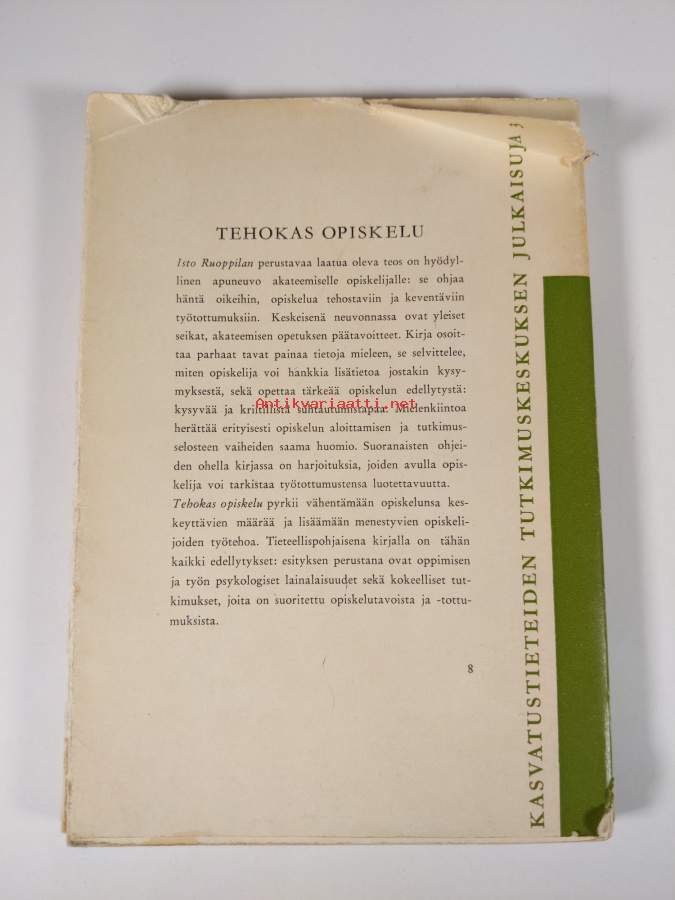 TEHOKAS OPISKELU
Isto Ruoppilan perustavaa laatua oleva teos on hyödyl-
linen apuneuvo akateemiselle opiskelijalle: se ohjaa
häntä oikeihin, opiskelua tehostaviin ja keventäviin
työtottumuksiin. Keskeisenä neuvonnassa ovat yleiset
seikat, akateemisen opetuksen päätavoitteet. Kirja osoit-
taa parhaat tavat painaa tietoja mieleen, se selvittelee,
miten opiskelija voi hankkia lisätietoa jostakin kysy-
myksestä, sekä opettaa tärkeää opiskelun edellytystä:
kysyvää ja kriitillistä suhtautumistapaa. Mielenkiintoa
herättää erityisesti opiskelun aloittamisen ja tutkimus-
selosteen vaiheiden saama huomio. Suoranaisten ohjei-
den ohella kirjassa on harjoituksia, joiden avulla opis-
kelija voi tarkistaa työtottumustensa luotettavuutta.
Tehokas opiskelu pyrkii vähentämään opiskelunsa kes-
keyttävien määrää ja lisäämään menestyvien opiskeli-
joiden työtehoa. Tieteellispohjaisena kirjalla on tähän
kaikki edellytykset: esityksen perustana ovat oppimisen
ja työn psykologiset lainalaisuudet sekä kokeelliset tut-
kimukset, joita on suoritettu opiskelutavoista ja -tottu-
muksista.
8
KASVATUSTIETEIDEN TUTKIMUSKESKUKSEN JULKAISUJA 3
Antikvariaatti.net